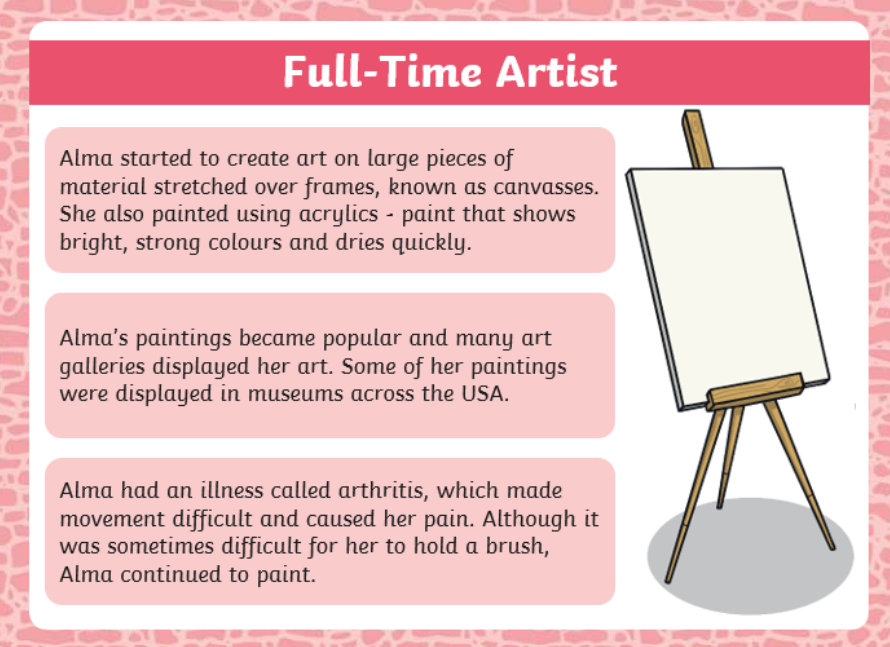 Full-Time Artist
Alma started to create art on large pieces of
material stretched over frames, known as canvasses.
She also painted using acrylics - paint that shows
bright, strong colours and dries quickly.
Alma's paintings became popular and many art
galleries displayed her art. Some of her paintings
were displayed in museums across the USA.
Alma had an illness called arthritis, which made
movement difficult and caused her pain. Although it
was sometimes difficult for her to hold a brush,
Alma continued to paint.